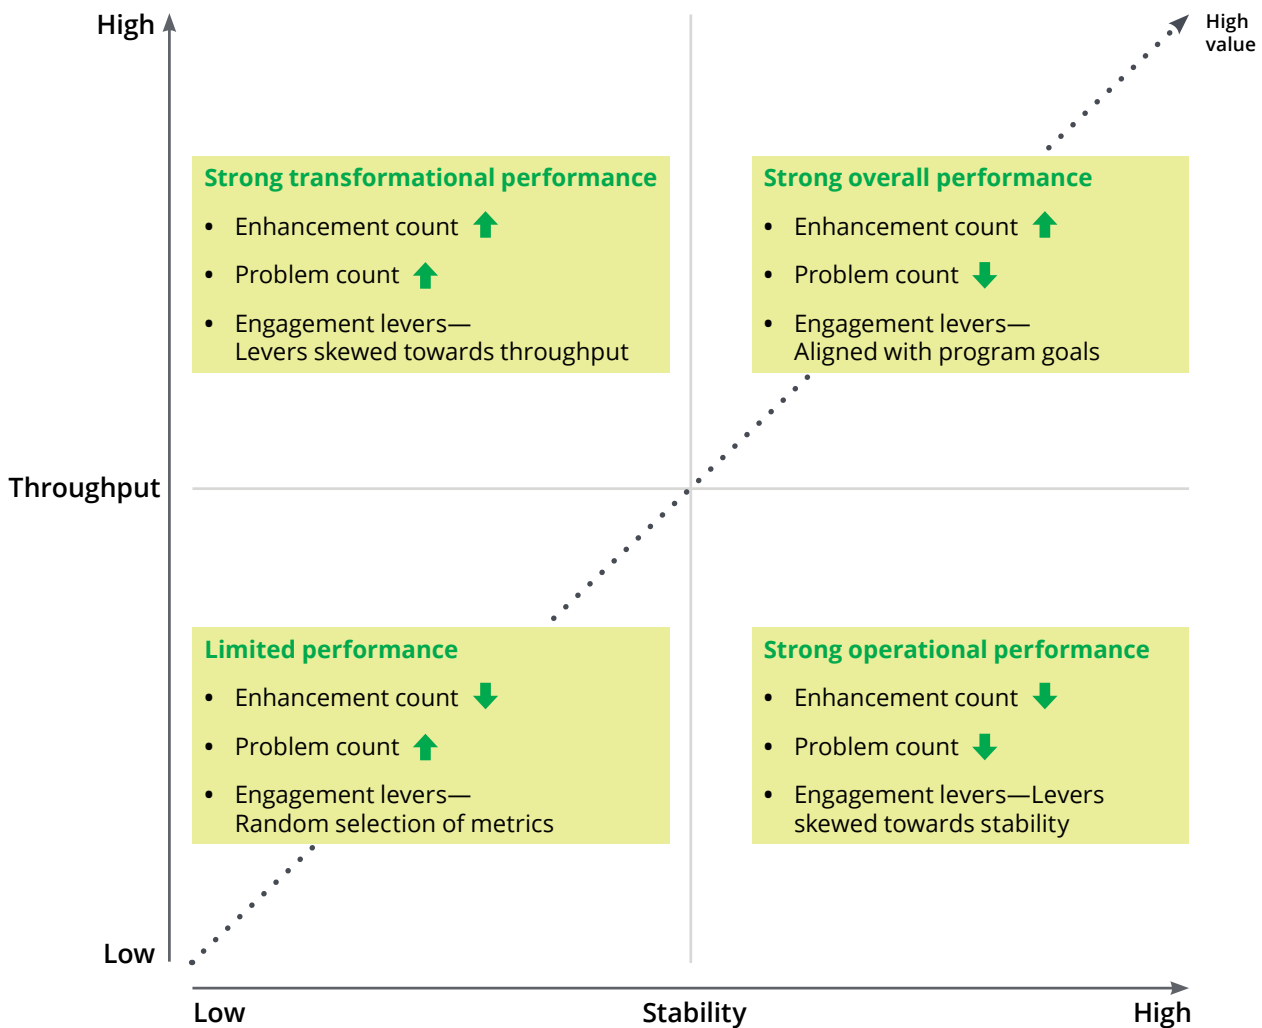 High
High
value
Strong transformational performance
• Enhancement count
• Problem count
• Engagement levers—
Levers skewed towards throughput
Strong overall performance
• Enhancement count
• Problem count
• Engagement levers—
Aligned with program goals
Throughput
Limited performance
• Enhancement count
• Problem count
• Engagement levers—
Random selection of metrics
Strong operational performance
• Enhancement count
• Problem count
• Engagement levers—Levers
skewed towards stability
Low
Low
Stability
High